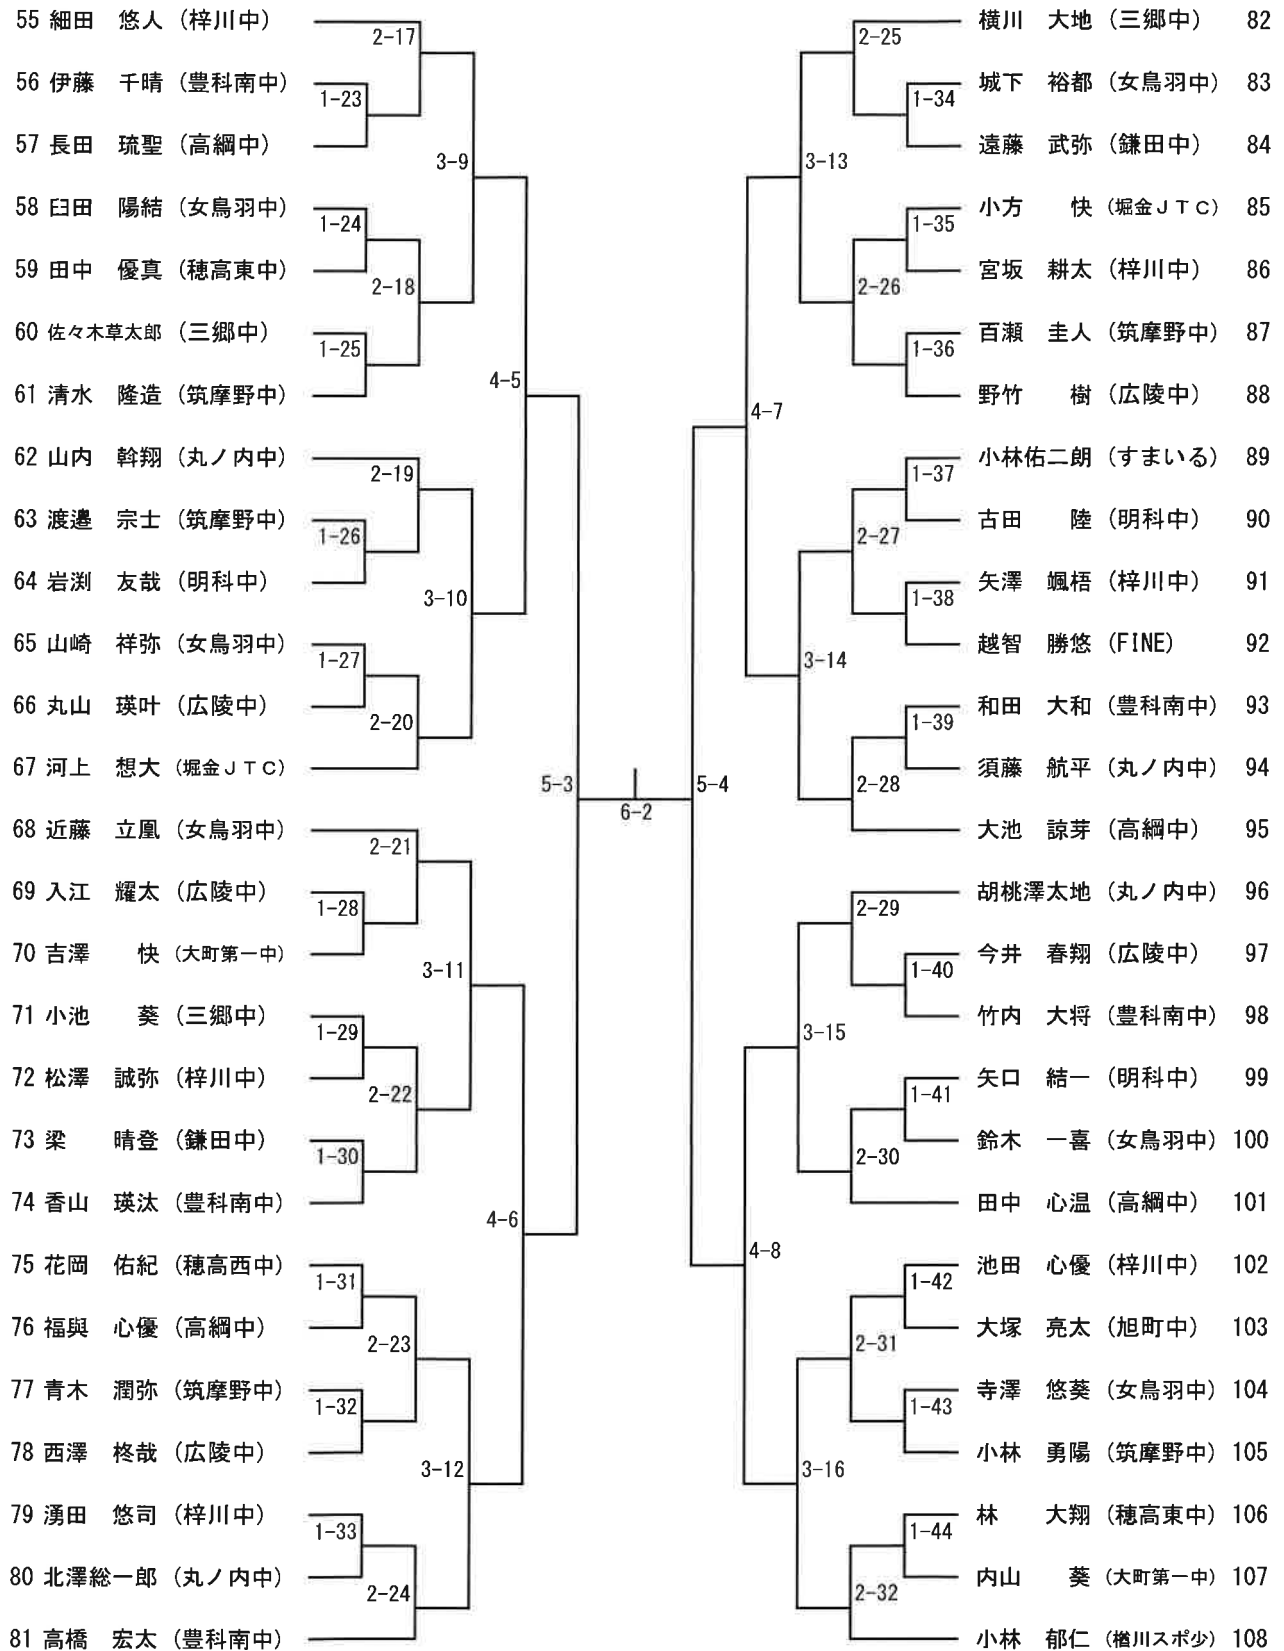 55 細田　悠人（梓川中）
2-17
56 伊藤　千晴（豊科南中）
1-23
57 長田　琉聖（高綱中）
3-9
58 臼田　陽結（女鳥羽中）
1-24
59 田中　優真（穂高東中）
2-18
60 佐々木草太郎（三郷中）
1-25
61 清水　隆造（筑摩野中）
4-5
62 山内　斡翔（丸ノ内中）
2-19
63 渡邉　宗士（筑摩野中）
1-26
64 岩渕　友哉（明科中）
3-10
65 山崎　祥弥（女鳥羽中）
1-27
66 丸山　瑛叶（広陵中）
2-20
67 河上　想大（堀金ＪＴＣ）
5-3
68 近藤　立凰（女鳥羽中）
2-21
69 入江　耀太（広陵中）
1-28
70 吉澤　　快（大町第一中）
3-11
71 小池　　葵（三郷中）
1-29
72 松澤　誠弥（梓川中）
2-22
73 梁　　晴登（鎌田中）
1-30
74 香山　瑛汰（豊科南中）
4-6
75 花岡　佑紀（穂高西中）
1-31
76 福與　心優（高綱中）
2-23
77 青木　潤弥（筑摩野中）
1-32
78 西澤　柊哉（広陵中）
3-12
79 湧田　悠司（梓川中）
1-33
80 北澤総一郎（丸ノ内中）
2-24
81 高橋　宏太（豊科南中）
6-2
横川　大地（三郷中） 82
2-25
城下　裕都（女鳥羽中） 83
1-34
遠藤　武弥（鎌田中） 84
3-13
小方　　快（堀金ＪＴＣ） 85
1-35
宮坂　耕太（梓川中） 86
2-26
百瀬　圭人（筑摩野中） 87
1-36
野竹　　樹（広陵中） 88
4-7
小林佑二朗（すまいる） 89
1-37
古田　　陸（明科中） 90
2-27
矢澤　颯梧（梓川中） 91
1-38
越智　勝悠（FINE） 92
3-14
和田　大和（豊科南中） 93
1-39
須藤　航平（丸ノ内中） 94
2-28
5-4
大池　諒芽（高綱中） 95
胡桃澤太地（丸ノ内中） 96
2-29
今井　春翔（広陵中） 97
1-40
竹内　大将（豊科南中） 98
3-15
矢口　結一（明科中） 99
1-41
鈴木　一喜（女鳥羽中） 100
2-30
田中　心温（高綱中） 101
4-8
池田　心優（梓川中） 102
1-42
大塚　亮太（旭町中） 103
2-31
寺澤　悠葵（女鳥羽中） 104
1-43
小林　勇陽（筑摩野中） 105
3-16
林　　大翔（穂高東中） 106
1-44
内山　　葵（大町第一中） 107
2-32
小林　郁仁（楢川スポ少） 108